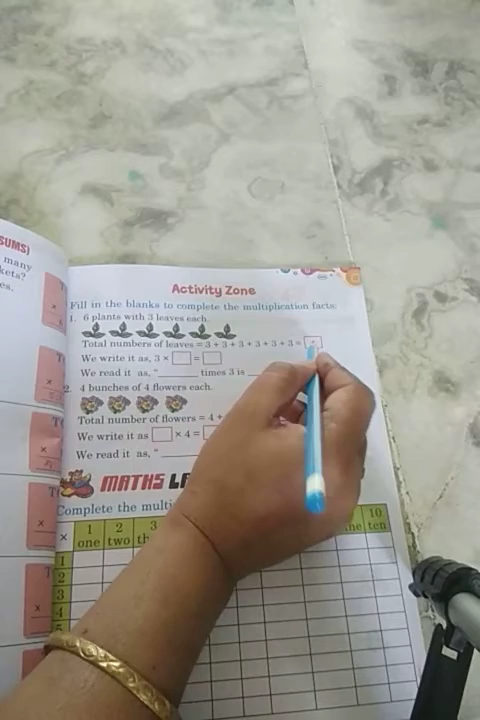 SUMS)
many
kets?
es.
Activity Zone
Fill in the blanks to complete the multiplication facts:
1. 6 plants with 3 leaves each.
Total numbers of leaves = 3 + 3 + 3 + 3 + 3 + 3 =
We write it as, 3 × =
We read it as, "______ times 3 is
2. 4 bunches of 4 flowers each.
Total number of flowers = 4 +
We write it as × 4 =
We read it as, "
MATHS
Complete the multi
× 1 2 3 10
one two th ne ten
1
2
3
4
5